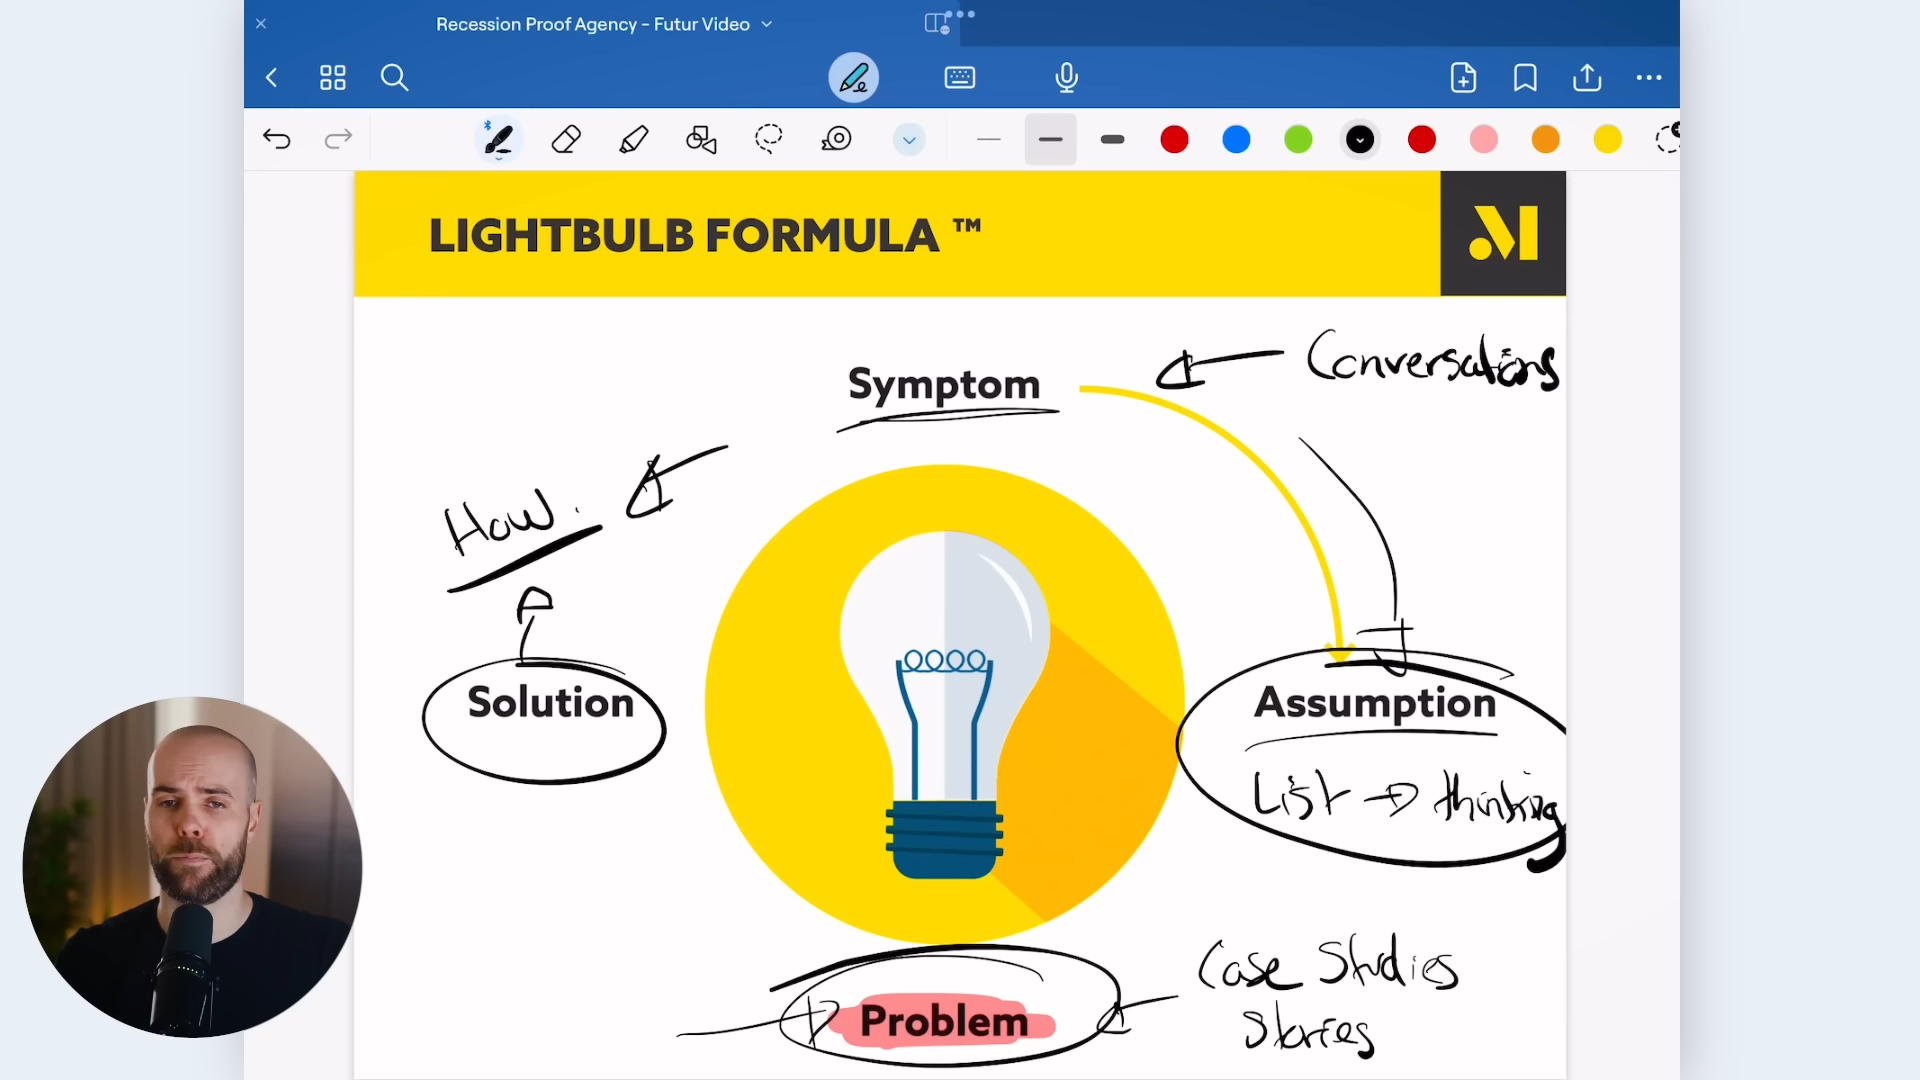 Recession Proof Agency – Futur Video
LIGHTBULB FORMULA ™
Conversations
Symptom
How.
Solution
Assumption
List → thinking
Case Studies
Stories
Problem